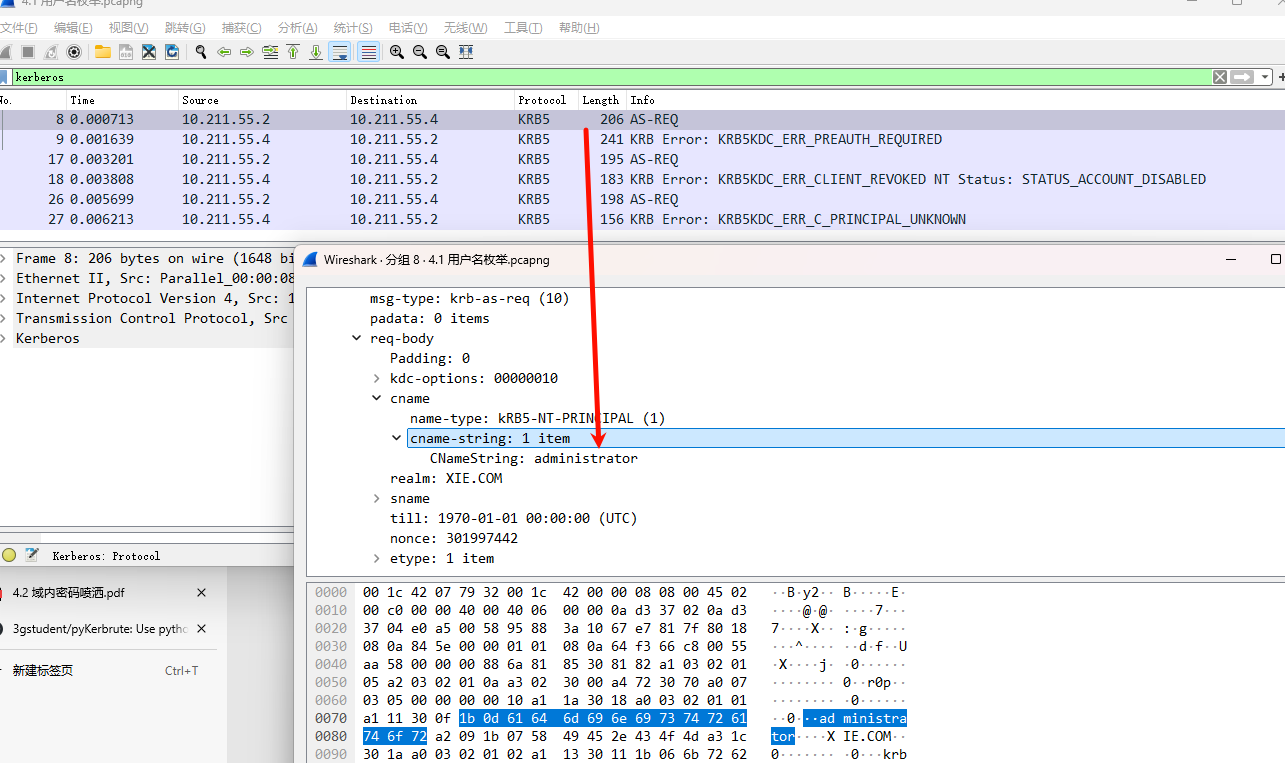 4.1 用户名枚举.pcapng
文件(F) 编辑(E) 视图(V) 跳转(G) 捕获(C) 分析(A) 统计(S) 电话(Y) 无线(W) 工具(T) 帮助(H)
kerberos
No. Time Source Destination Protocol Length Info
8 0.000713 10.211.55.2 10.211.55.4 KRB5 206 AS-REQ
9 0.001639 10.211.55.4 10.211.55.2 KRB5 241 KRB Error: KRB5KDC_ERR_PREAUTH_REQUIRED
17 0.003201 10.211.55.2 10.211.55.4 KRB5 195 AS-REQ
18 0.003808 10.211.55.4 10.211.55.2 KRB5 183 KRB Error: KRB5KDC_ERR_CLIENT_REVOKED NT Status: STATUS_ACCOUNT_DISABLED
26 0.005699 10.211.55.2 10.211.55.4 KRB5 198 AS-REQ
27 0.006213 10.211.55.4 10.211.55.2 KRB5 156 KRB Error: KRB5KDC_ERR_C_PRINCIPAL_UNKNOWN
Frame 8: 206 bytes on wire (1648 bi
Ethernet II, Src: Parallel_00:00:08
Internet Protocol Version 4, Src: 1
Transmission Control Protocol, Src
Kerberos
Kerberos: Protocol
4.2 域内密码喷洒.pdf
3gstudent/pyKerbrute: Use pytho
新建标签页 Ctrl+T
Wireshark · 分组 8 · 4.1 用户名枚举.pcapng
msg-type: krb-as-req (10)
padata: 0 items
req-body
Padding: 0
kdc-options: 00000010
cname
name-type: kRB5-NT-PRINCIPAL (1)
cname-string: 1 item
CNameString: administrator
realm: XIE.COM
sname
till: 1970-01-01 00:00:00 (UTC)
nonce: 301997442
etype: 1 item
0000 00 1c 42 07 79 32 00 1c 42 00 00 08 08 00 45 02 ··B·y2·· B·····E·
0010 00 c0 00 00 40 00 40 06 00 00 0a d3 37 02 0a d3 ····@·@· ····7···
0020 37 04 e0 a5 00 58 95 88 3a 10 67 e7 81 7f 80 18 7····X·· :·g·····
0030 08 0a 84 5e 00 00 01 01 08 0a 64 f3 66 c8 00 55 ···^···· ··d·f··U
0040 aa 58 00 00 00 88 6a 81 85 30 81 82 a1 03 02 01 ·X····j· ·0······
0050 05 a2 03 02 01 0a a3 02 30 00 a4 72 30 70 a0 07 ········ 0··r0p··
0060 03 05 00 00 00 00 10 a1 1a 30 18 a0 03 02 01 01 ········ ·0······
0070 a1 11 30 0f 1b 0d 61 64 6d 69 6e 69 73 74 72 61 ··0···ad ministra
0080 74 6f 72 a2 09 1b 07 58 49 45 2e 43 4f 4d a3 1c tor····X IE.COM··
0090 30 1a a0 03 02 01 02 a1 13 30 11 1b 06 6b 72 62 0······· ·0···krb